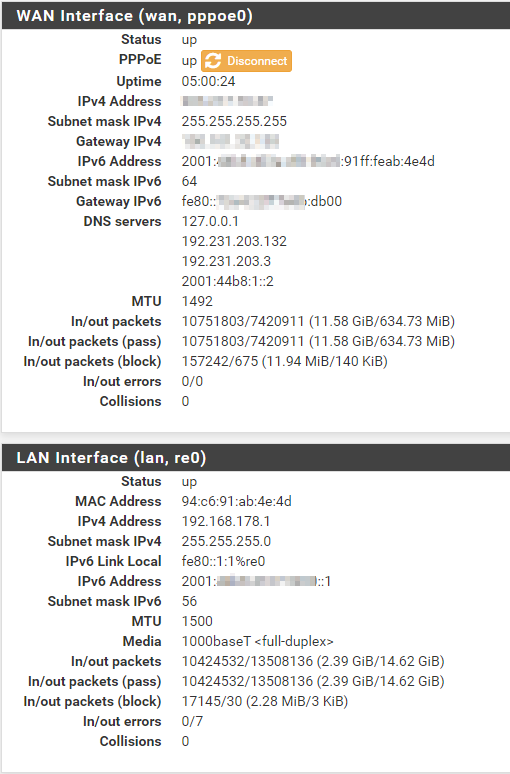 WAN Interface (wan, pppoe0)
Status up
PPPoE up Disconnect
Uptime 05:00:24
IPv4 Address
Subnet mask IPv4 255.255.255.255
Gateway IPv4
IPv6 Address 2001: :91ff:feab:4e4d
Subnet mask IPv6 64
Gateway IPv6 fe80:: :db00
DNS servers 127.0.0.1
192.231.203.132
192.231.203.3
2001:44b8:1::2
MTU 1492
In/out packets 10751803/7420911 (11.58 GiB/634.73 MiB)
In/out packets (pass) 10751803/7420911 (11.58 GiB/634.73 MiB)
In/out packets (block) 157242/675 (11.94 MiB/140 KiB)
In/out errors 0/0
Collisions 0
LAN Interface (lan, re0)
Status up
MAC Address 94:c6:91:ab:4e:4d
IPv4 Address 192.168.178.1
Subnet mask IPv4 255.255.255.0
IPv6 Link Local fe80::1:1%re0
IPv6 Address 2001: ::1
Subnet mask IPv6 56
MTU 1500
Media 1000baseT <full-duplex>
In/out packets 10424532/13508136 (2.39 GiB/14.62 GiB)
In/out packets (pass) 10424532/13508136 (2.39 GiB/14.62 GiB)
In/out packets (block) 17145/30 (2.28 MiB/3 KiB)
In/out errors 0/7
Collisions 0